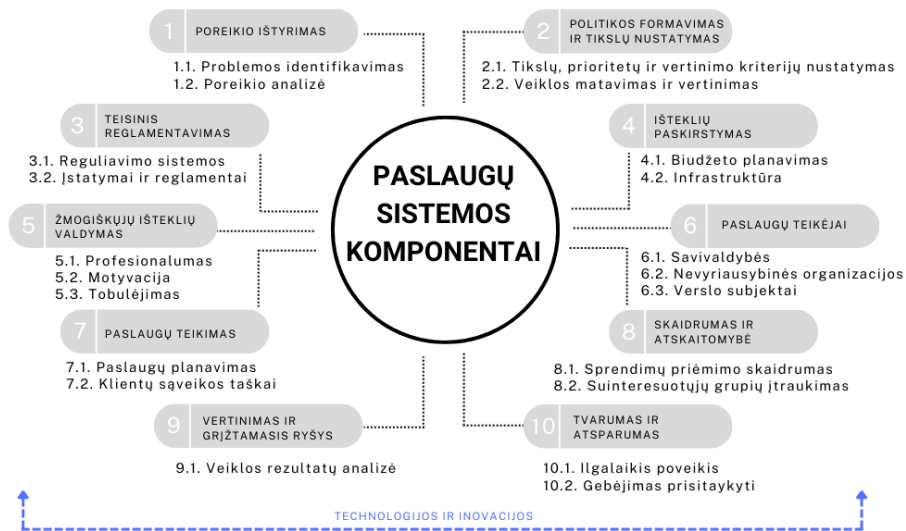 1
POREIKIO IŠTYRIMAS
1.1. Problemos identifikavimas
1.2. Poreikio analizė
2
POLITIKOS FORMAVIMAS
IR TIKSLŲ NUSTATYMAS
2.1. Tikslų, prioritetų ir vertinimo kriterijų nustatymas
2.2. Veiklos matavimas ir vertinimas
3
TEISINIS
REGLAMENTAVIMAS
3.1. Reguliavimo sistemos
3.2. Įstatymai ir reglamentai
4
IŠTEKLIŲ
PASKIRSTYMAS
4.1. Biudžeto planavimas
4.2. Infrastruktūra
PASLAUGŲ
SISTEMOS
KOMPONENTAI
5
ŽMOGIŠKŲJŲ IŠTEKLIŲ
VALDYMAS
5.1. Profesionalumas
5.2. Motyvacija
5.3. Tobulėjimas
6
PASLAUGŲ TEIKĖJAI
6.1. Savivaldybės
6.2. Nevyriausybinės organizacijos
6.3. Verslo subjektai
7
PASLAUGŲ TEIKIMAS
7.1. Paslaugų planavimas
7.2. Klientų sąveikos taškai
8
SKAIDRUMAS IR
ATSKAITOMYBĖ
8.1. Sprendimų priėmimo skaidrumas
8.2. Suinteresuotųjų grupių įtraukimas
9
VERTINIMAS IR
GRĮŽTAMASIS RYŠYS
9.1. Veiklos rezultatų analizė
10
TVARUMAS IR
ATSPARUMAS
10.1. Ilgalaikis poveikis
10.2. Gebėjimas prisitaykyti
TECHNOLOGIJOS IR INOVACIJOS